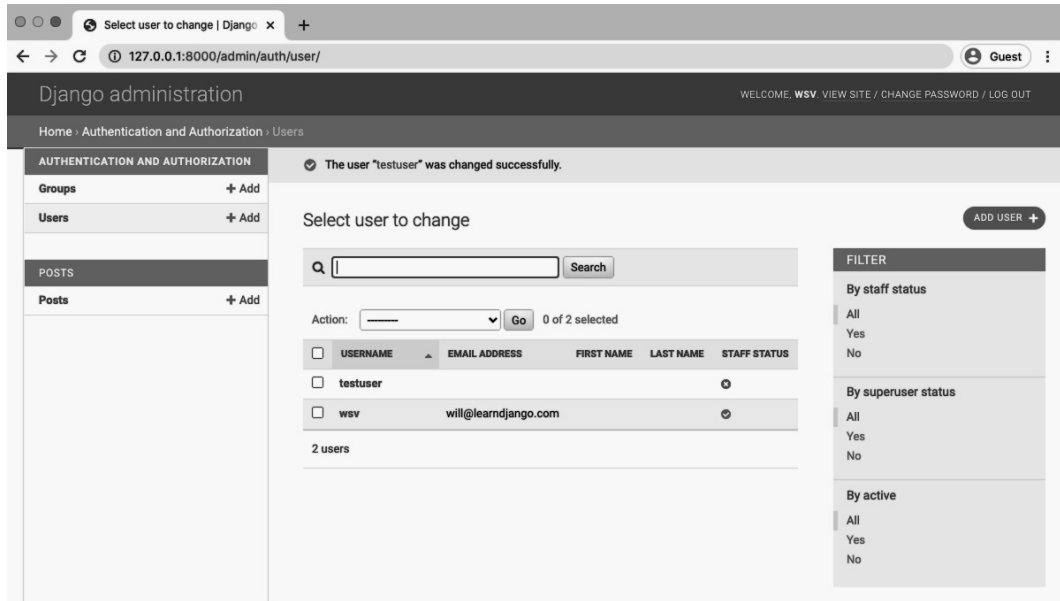 Select user to change | Django
127.0.0.1:8000/admin/auth/user/
Guest
Django administration
WELCOME, WSV. VIEW SITE / CHANGE PASSWORD / LOG OUT
Home › Authentication and Authorization › Users
AUTHENTICATION AND AUTHORIZATION
Groups + Add
Users + Add
POSTS
Posts + Add
The user “testuser” was changed successfully.
Select user to change
ADD USER +
Search
Action: --------- Go 0 of 2 selected
USERNAME EMAIL ADDRESS FIRST NAME LAST NAME STAFF STATUS
testuser
wsv will@learndjango.com
2 users
FILTER
By staff status
All
Yes
No
By superuser status
All
Yes
No
By active
All
Yes
No